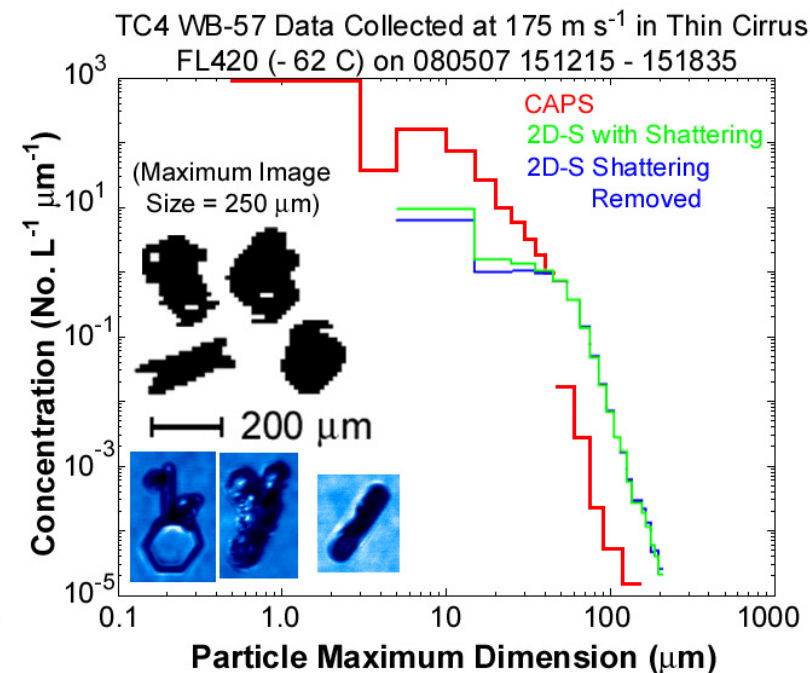 TC4 WB-57 Data Collected at 175 m s⁻¹ in Thin Cirrus
FL420 (- 62 C) on 080507 151215 - 151835
CAPS
2D-S with Shattering
2D-S Shattering
Removed
(Maximum Image
Size = 250 μm)
200 μm
10³
10¹
10⁻¹
10⁻³
10⁻⁵
Concentration (No. L⁻¹ μm⁻¹)
0.1 1.0 10 100 1000
Particle Maximum Dimension (μm)